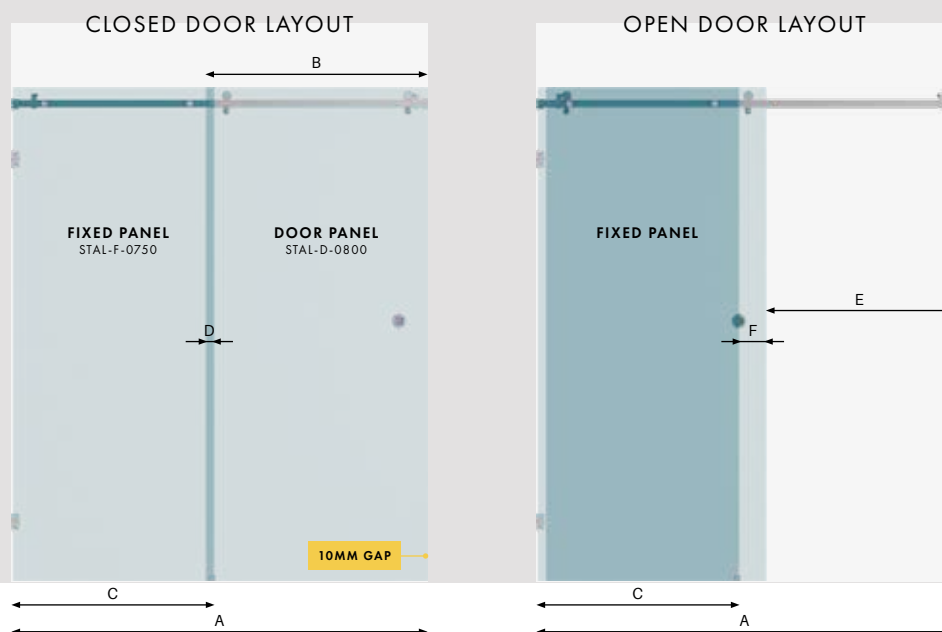 CLOSED DOOR LAYOUT
B
FIXED PANEL
STAL-F-0750
DOOR PANEL
STAL-D-0800
D
10MM GAP
C
A
OPEN DOOR LAYOUT
FIXED PANEL
E
F
C
A